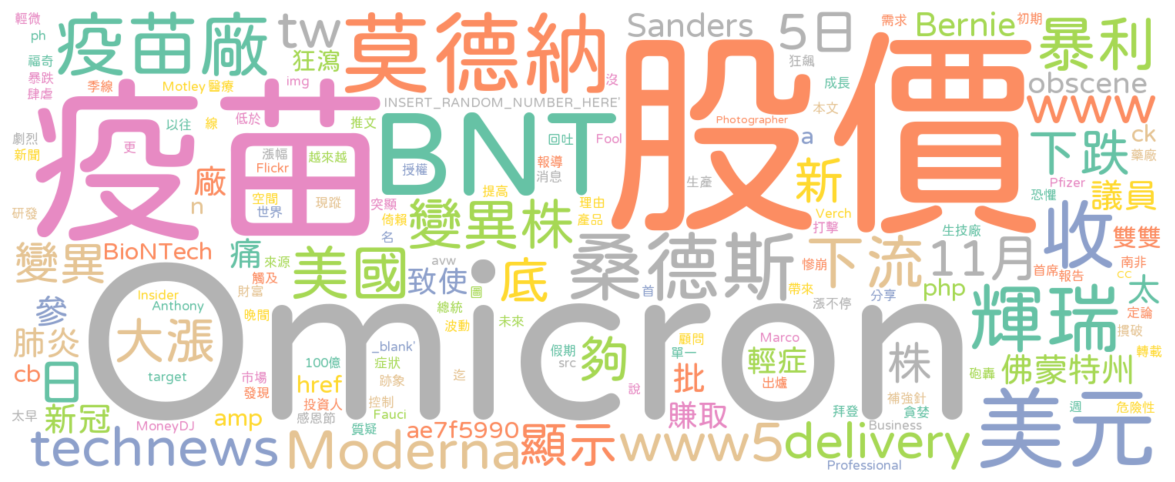 輕微
ph
福奇
暴跌
肆虐
疫苗廠
季線
Motley 醫療
tw
狂瀉
img
莫德納
沒
Sanders
5日
狂飆
需求
Bernie
初期
暴利
成長
obscene
本文
www
INSERT_RANDOM_NUMBER_HERE'
疫苗
股價
BNT
Photographer
劇烈
新聞
以往
線
低於
推文
更
漲幅
Flickr
越來越
授權
回吐
Fool
報導
消息
a
下跌
ck
藥廠
廠
n
空間
世界
現蹤
突顯
提高
倚賴
名
理由
產品
生產
新
Pfizer
恐懼
議員
研發
Verch
打擊
生技廠
變異株
變異
BioNTech
痛
來源
觸及
財富
美國
avw
致使
圕
底
桑德斯
首
慘崩
下流
帶來
漲不停
11月
收
雙雙
首席
報告
南非
cc
分享
php
太
定論
摜破
轉載
參
Insider
Anthony
晚間
總統
波動
未來
輝瑞
Omicron
大漲
肺炎
cb
日
target
100億
_blank'
症狀
跡象
假期
src
夠
顧問
單一
Marco
輕症
出爐
株
砲轟
佛蒙特州
市場
發現
href
投資人
控制
迄
批
說
太早
新冠
MoneyDJ
amp
感恩節
Fauci
質疑
賺取
拜登
補強針
貪婪
Business
週
危險性
technews
Moderna
ae7f5990
顯示
www5
delivery
Professional
美元